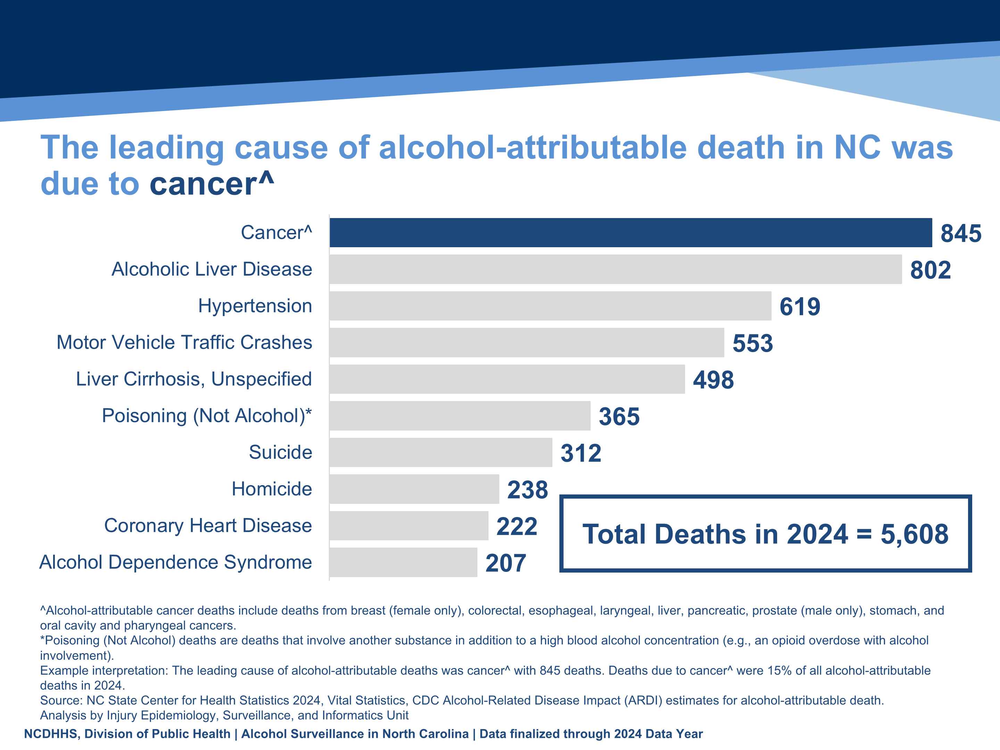 The leading cause of alcohol-attributable death in NC was
due to cancer^
Cancer^ 845
Alcoholic Liver Disease 802
Hypertension 619
Motor Vehicle Traffic Crashes 553
Liver Cirrhosis, Unspecified 498
Poisoning (Not Alcohol)* 365
Suicide 312
Homicide 238
Coronary Heart Disease 222
Total Deaths in 2024 = 5,608
Alcohol Dependence Syndrome 207
^Alcohol-attributable cancer deaths include deaths from breast (female only), colorectal, esophageal, laryngeal, liver, pancreatic, prostate (male only), stomach, and
oral cavity and pharyngeal cancers.
*Poisoning (Not Alcohol) deaths are deaths that involve another substance in addition to a high blood alcohol concentration (e.g., an opioid overdose with alcohol
involvement).
Example interpretation: The leading cause of alcohol-attributable deaths was cancer^ with 845 deaths. Deaths due to cancer^ were 15% of all alcohol-attributable
deaths in 2024.
Source: NC State Center for Health Statistics 2024, Vital Statistics, CDC Alcohol-Related Disease Impact (ARDI) estimates for alcohol-attributable death.
Analysis by Injury Epidemiology, Surveillance, and Informatics Unit
NCDHHS, Division of Public Health | Alcohol Surveillance in North Carolina | Data finalized through 2024 Data Year